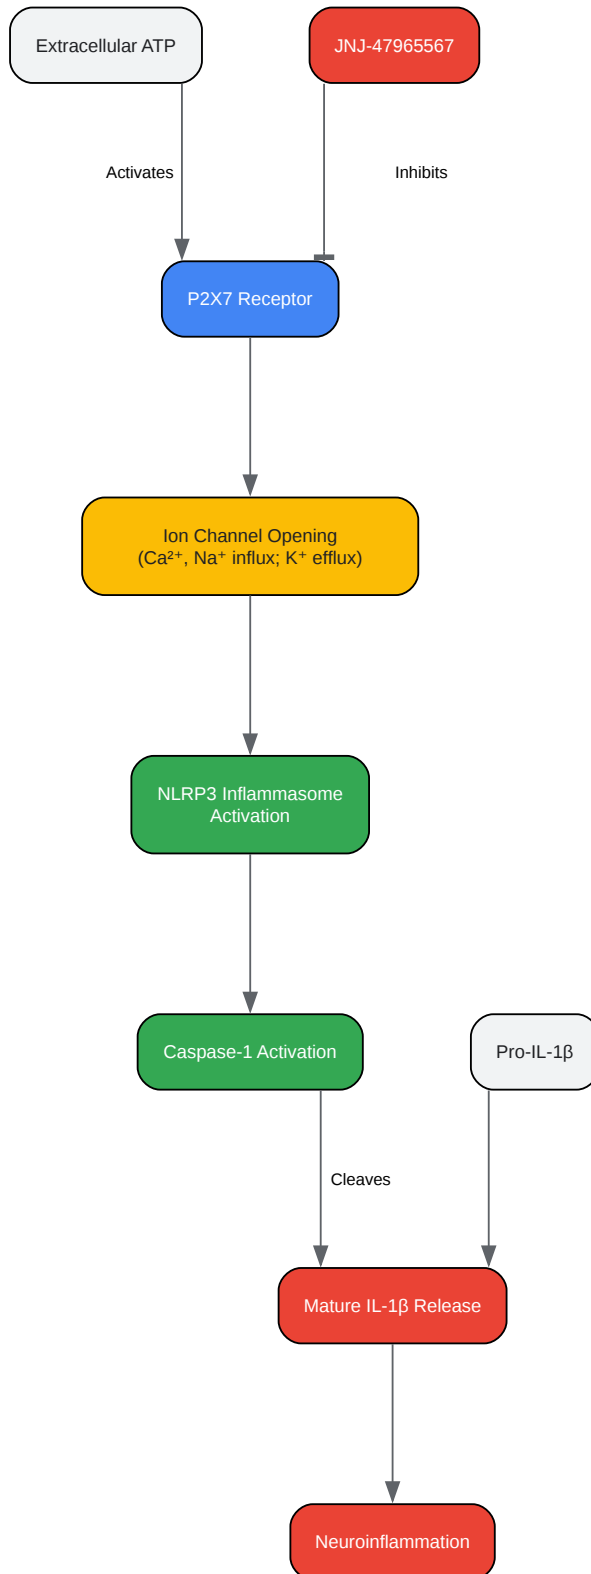 Extracellular ATP
JNJ-47965567
Activates
Inhibits
P2X7 Receptor
Ion Channel Opening
(Ca²⁺, Na⁺ influx; K⁺ efflux)
NLRP3 Inflammasome
Activation
Caspase-1 Activation
Pro-IL-1β
Cleaves
Mature IL-1β Release
Neuroinflammation